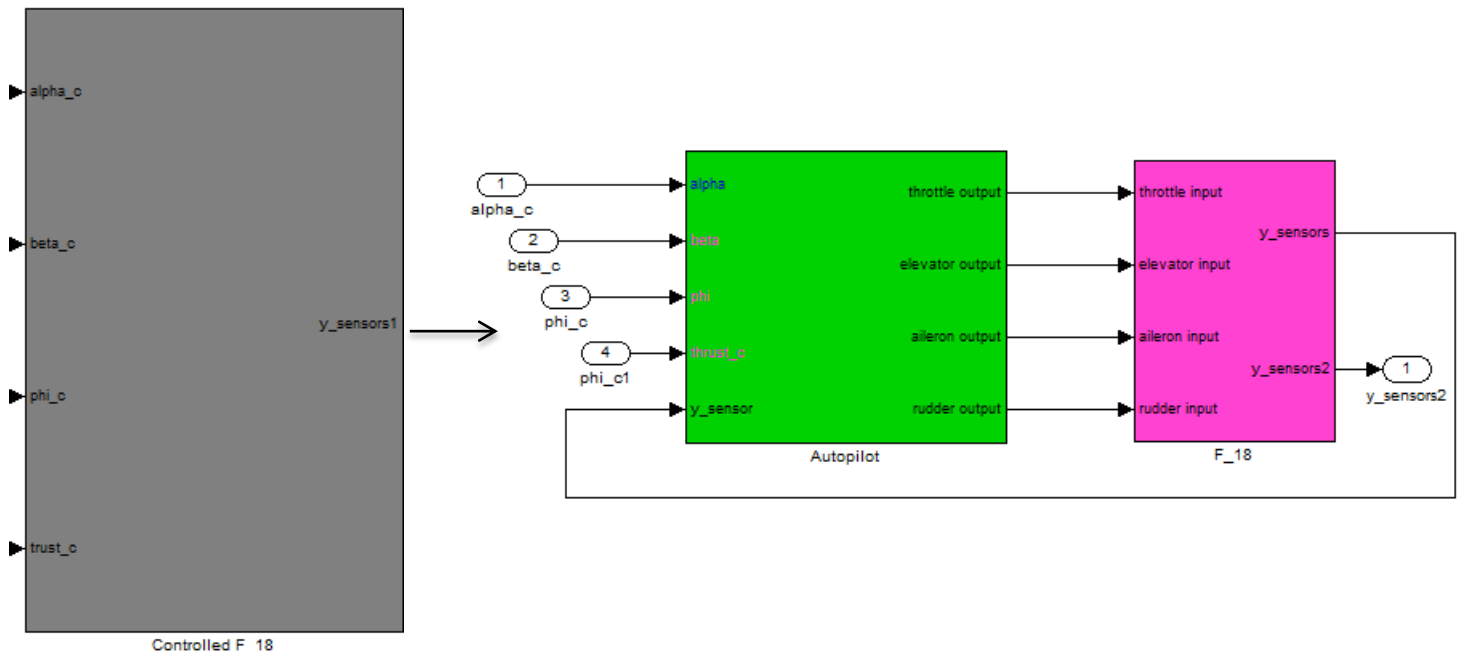 alpha_c
beta_c
phi_c
trust_c
y_sensors1
Controlled F_18
1
alpha_c
2
beta_c
3
phi_c
4
phi_c1
alpha
beta
phi
thrust_c
y_sensor
throttle output
elevator output
aileron output
rudder output
Autopilot
throttle input
elevator input
aileron input
rudder input
y_sensors
y_sensors2
F_18
1
y_sensors2